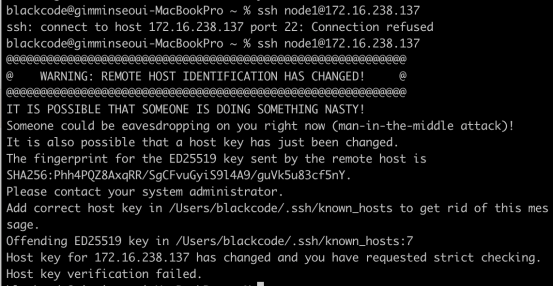 blackcode@gimminseoui-MacBookPro ~ % ssh node1@172.16.238.137
ssh: connect to host 172.16.238.137 port 22: Connection refused
blackcode@gimminseoui-MacBookPro ~ % ssh node1@172.16.238.137
@@@@@@@@@@@@@@@@@@@@@@@@@@@@@@@@@@@@@@@@@@@@@@@@@@@@@@@@@@@
@    WARNING: REMOTE HOST IDENTIFICATION HAS CHANGED!     @
@@@@@@@@@@@@@@@@@@@@@@@@@@@@@@@@@@@@@@@@@@@@@@@@@@@@@@@@@@@
IT IS POSSIBLE THAT SOMEONE IS DOING SOMETHING NASTY!
Someone could be eavesdropping on you right now (man-in-the-middle attack)!
It is also possible that a host key has just been changed.
The fingerprint for the ED25519 key sent by the remote host is
SHA256:Phh4PQZ8AxqRR/SgCFvuGyiS9l4A9/guVk5u83cf5nY.
Please contact your system administrator.
Add correct host key in /Users/blackcode/.ssh/known_hosts to get rid of this mes
sage.
Offending ED25519 key in /Users/blackcode/.ssh/known_hosts:7
Host key for 172.16.238.137 has changed and you have requested strict checking.
Host key verification failed.